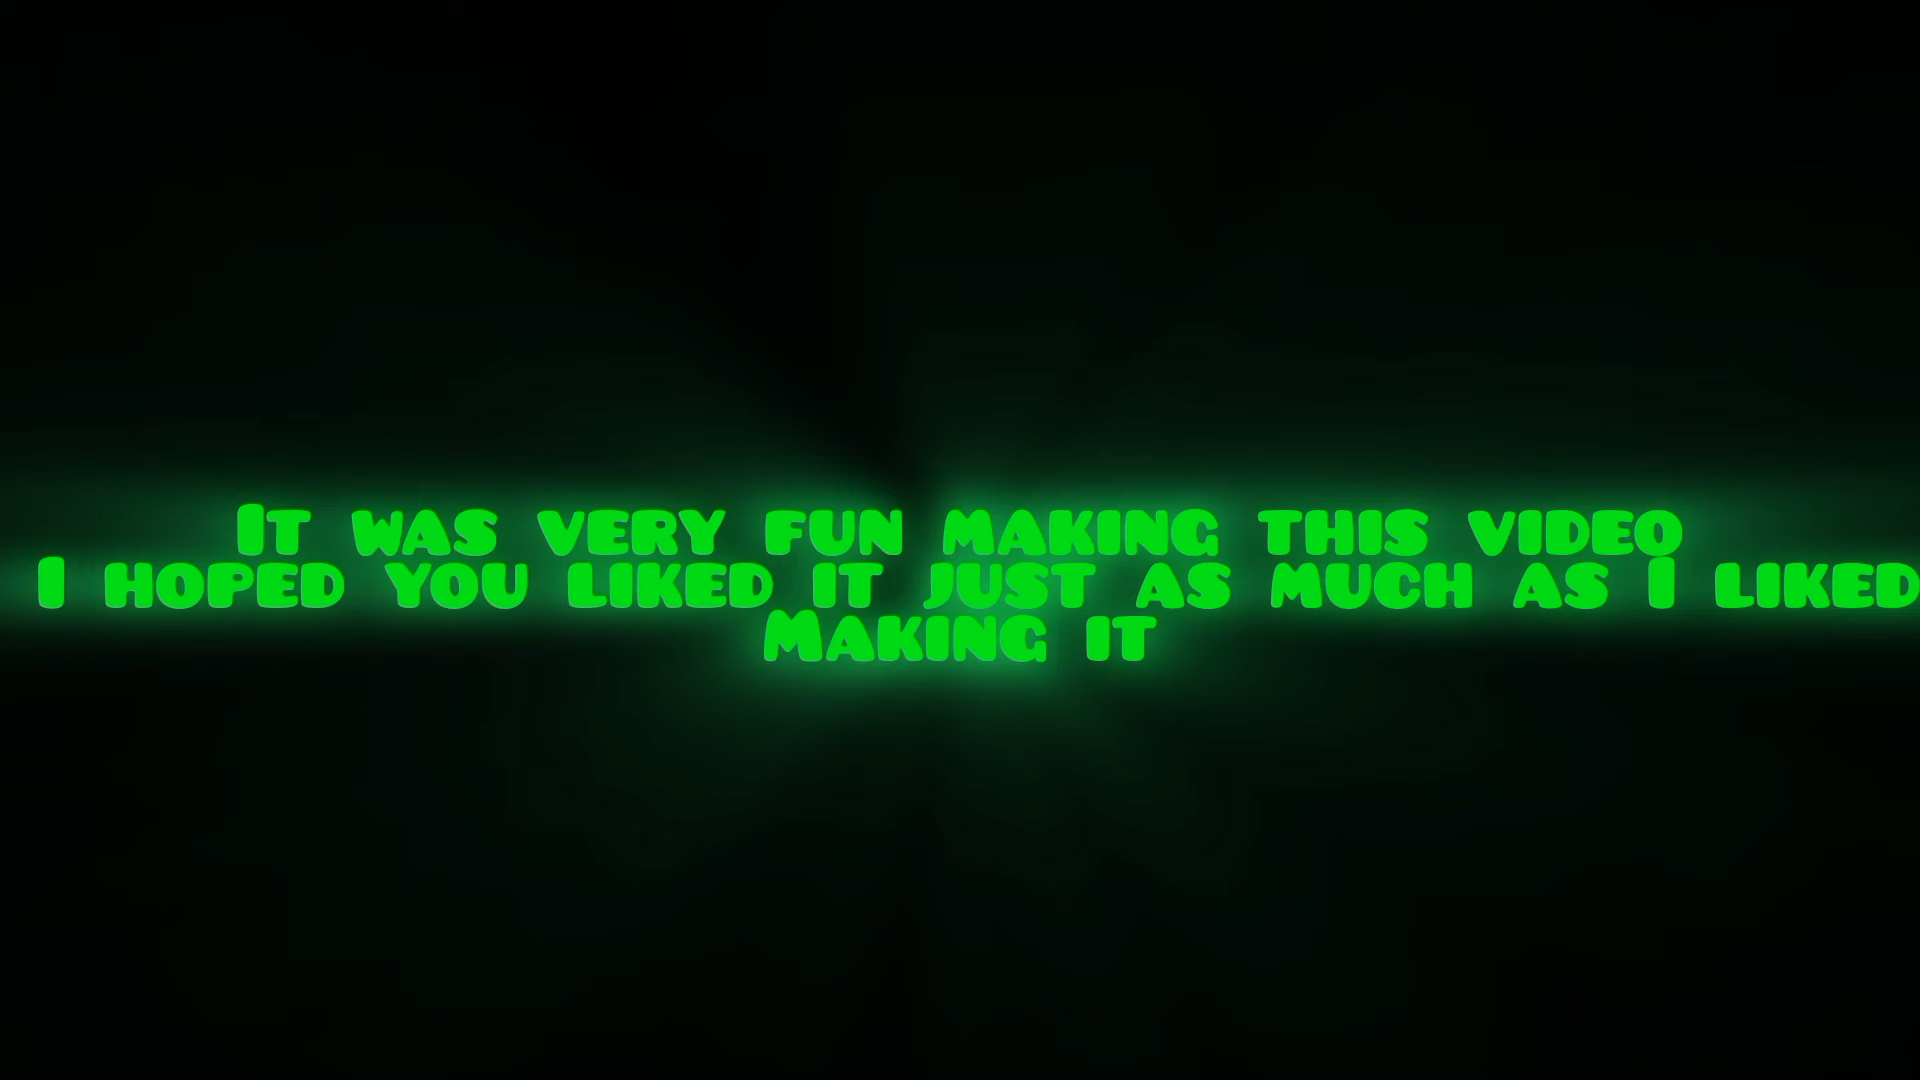 It was very fun making this video
I hoped you liked it just as much as I liked
Making it